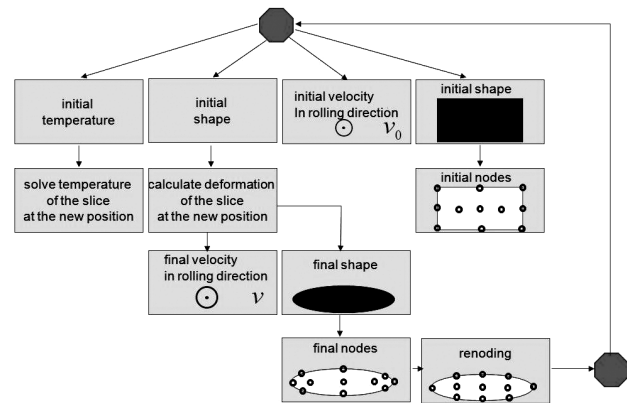 initial
temperature
initial
shape
initial velocity
In rolling direction
v₀
initial shape
solve temperature
of the slice
at the new position
calculate deformation
of the slice
at the new position
initial nodes
final velocity
in rolling direction
v
final shape
final nodes
renoding